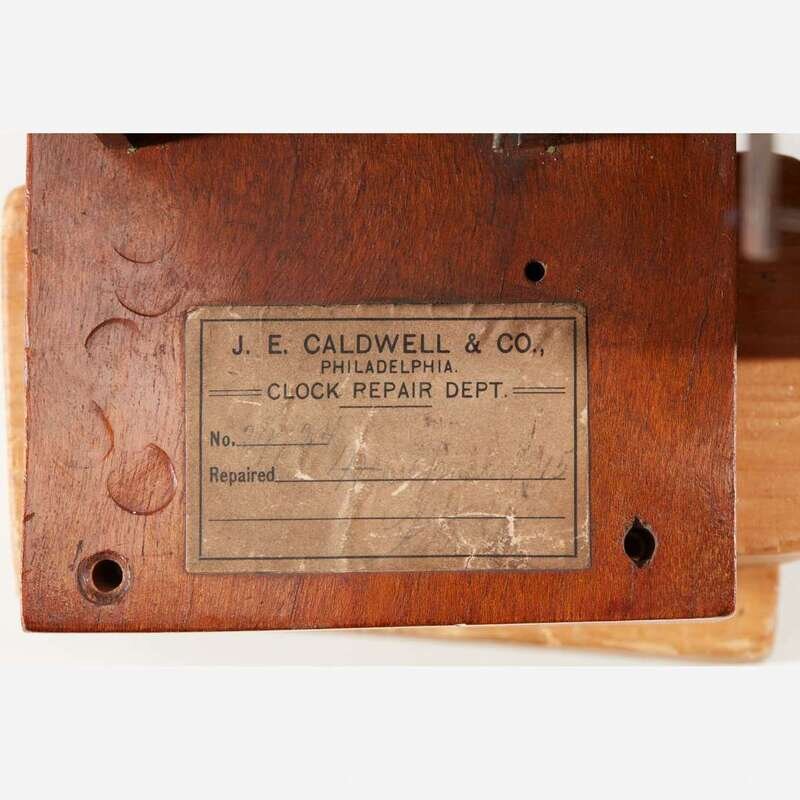 J. E. CALDWELL & CO.,
PHILADELPHIA.
CLOCK REPAIR DEPT.
No.
Repaired